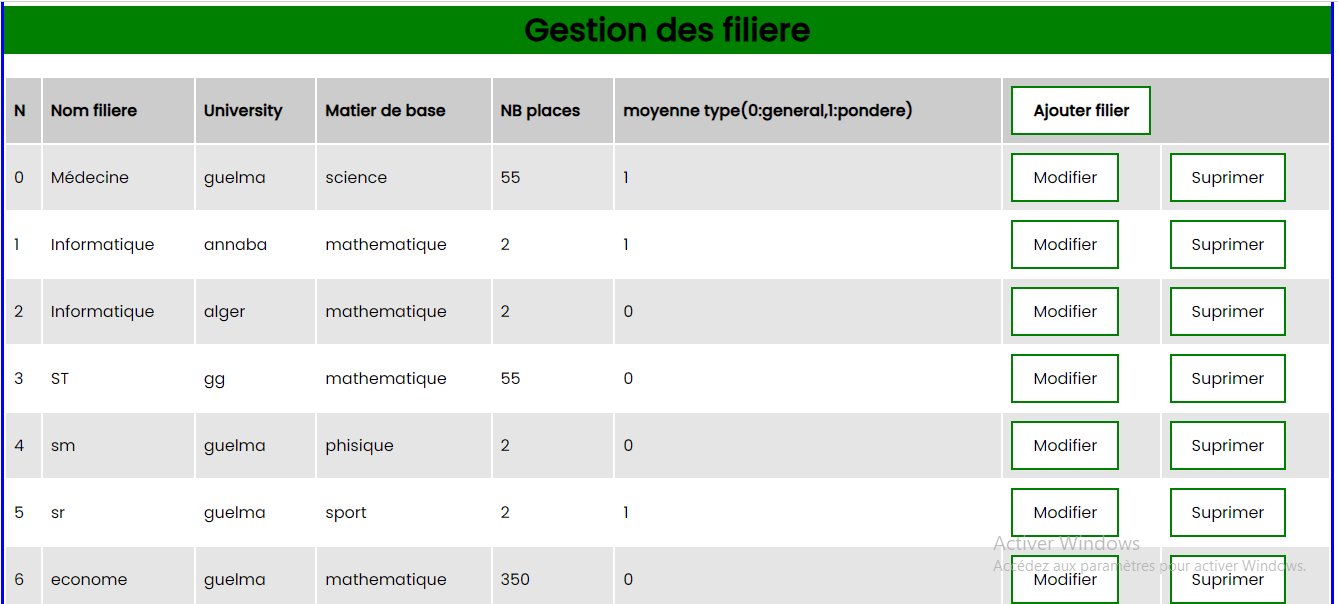 Gestion des filiere
N Nom filiere University Matier de base NB places moyenne type(0:general,1:pondere) Ajouter filier
0 Médecine guelma science 55 1 Modifier Suprimer
1 Informatique annaba mathematique 2 1 Modifier Suprimer
2 Informatique alger mathematique 2 0 Modifier Suprimer
3 ST gg mathematique 55 0 Modifier Suprimer
4 sm guelma phisique 2 0 Modifier Suprimer
5 sr guelma sport 2 1 Modifier Suprimer
Activer Windows
Accédez aux paramètres pour activer Windows.
6 econome guelma mathematique 350 0 Modifier Suprimer